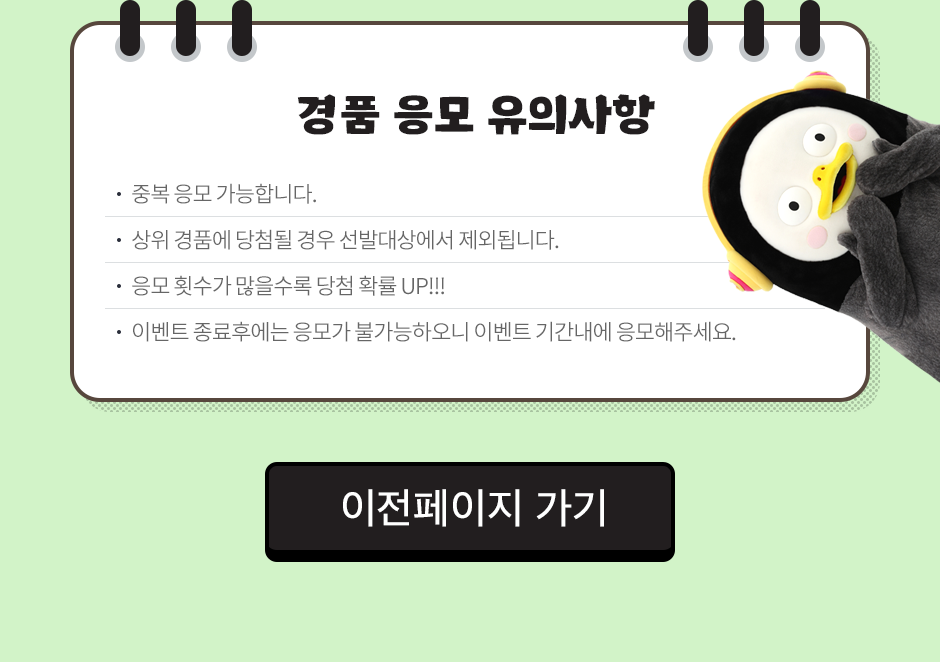 경품 응모 유의사항
• 중복 응모 가능합니다.
• 상위 경품에 당첨될 경우 선발대상에서 제외됩니다.
• 응모 횟수가 많을수록 당첨 확률 UP!!!
• 이벤트 종료후에는 응모가 불가능하오니 이벤트 기간내에 응모해주세요.
이전페이지 가기